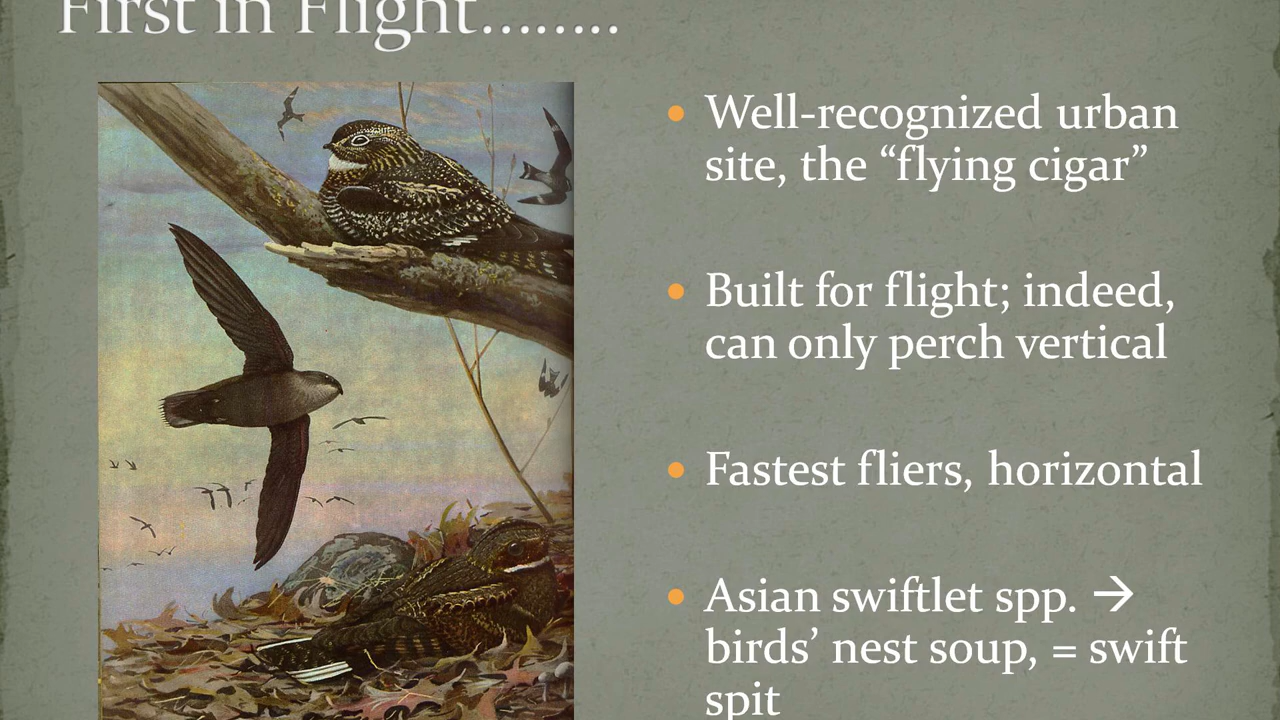 First in Flight........
Well-recognized urban
site, the “flying cigar”
Built for flight; indeed,
can only perch vertical
Fastest fliers, horizontal
Asian swiftlet spp. →
birds’ nest soup, = swift
spit